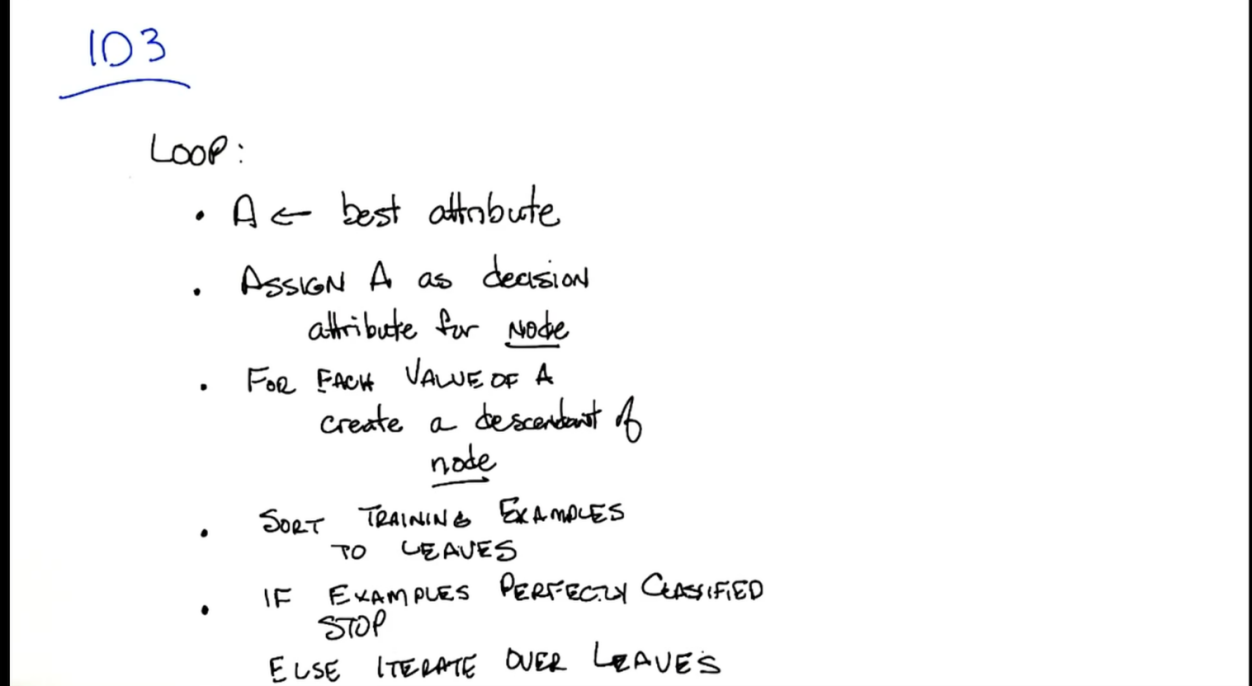 ID3
LOOP:
• A ← best attribute
• ASSIGN A as decision
attribute for NODE
• FOR EACH VALUE OF A
create a descendant of
node
• SORT TRAINING EXAMPLES
TO LEAVES
• IF EXAMPLES PERFECTLY CLASSIFIED
STOP
ELSE ITERATE OVER LEAVES